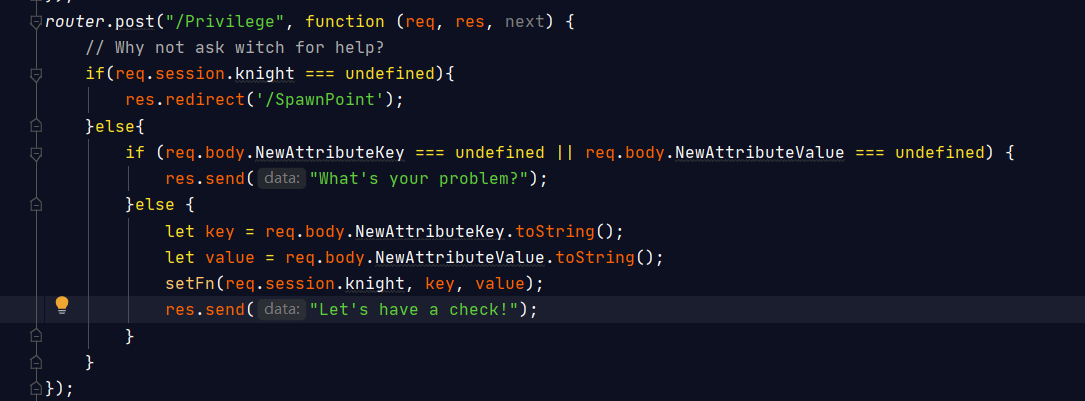 router.post("/Privilege", function (req, res, next) {
    // Why not ask witch for help?
    if(req.session.knight === undefined){
        res.redirect('/SpawnPoint');
    }else{
        if (req.body.NewAttributeKey === undefined || req.body.NewAttributeValue === undefined) {
            res.send( data: "What's your problem?");
        }else {
            let key = req.body.NewAttributeKey.toString();
            let value = req.body.NewAttributeValue.toString();
            setFn(req.session.knight, key, value);
            res.send( data: "Let's have a check!");
        }
    }
});